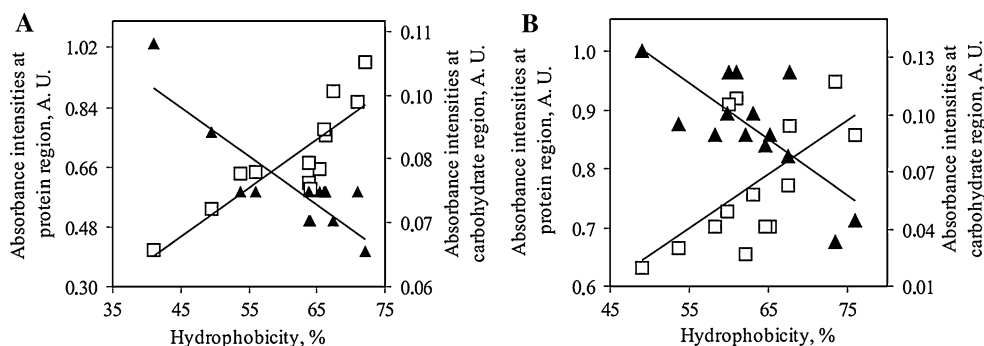 A
Absorbance intensities at
protein region, A. U.
1.02
0.84
0.66
0.48
0.30
35
45
55
65
75
Hydrophobicity, %
0.11
0.10
0.08
0.07
0.06
Absorbance intensities at
carbohydrate region, A. U.
B
Absorbance intensities at
protein region, A. U.
1.0
0.9
0.8
0.7
0.6
45
55
65
75
Hydrophobicity, %
0.13
0.10
0.07
0.04
0.01
Absorbance intensities at
carbohydrate region, A. U.